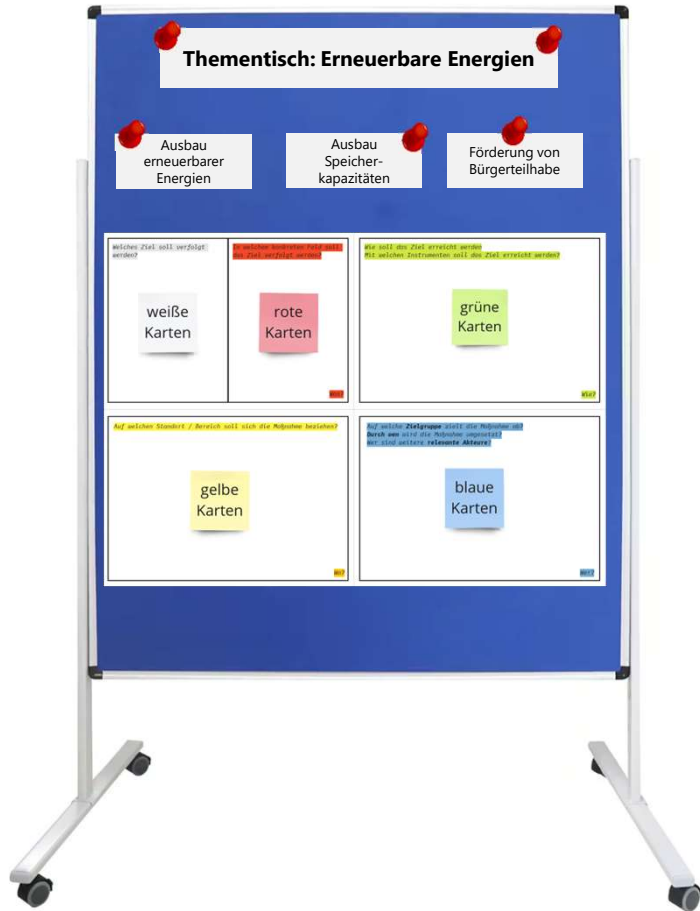 Thementisch: Erneuerbare Energien
Ausbau
erneuerbarer
Energien
Ausbau
Speicher-
kapazitäten
Förderung von
Bürgerteilhabe
Welches Ziel soll verfolgt
werden?
In welchem konkreten Feld soll
das Ziel verfolgt werden?
weiße
Karten
rote
Karten
Was?
Wie soll das Ziel erreicht werden
Mit welchen Instrumenten soll das Ziel erreicht werden?
grüne
Karten
Wie?
Auf welchen Standort / Bereich soll sich die Maßnahme beziehen?
gelbe
Karten
Wo?
Auf welche Zielgruppe zielt die Maßnahme ab?
Durch wen wird die Maßnahme umgesetzt?
Wer sind weitere relevante Akteure?
blaue
Karten
Wer?